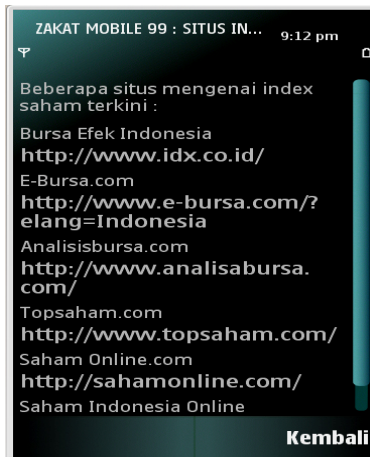 ZAKAT MOBILE 99 : SITUS IN...
9:12 pm
Beberapa situs mengenai index
saham terkini :
Bursa Efek Indonesia
http://www.idx.co.id/
E-Bursa.com
http://www.e-bursa.com/?
elang=Indonesia
Analisisbursa.com
http://www.analisabursa.
com/
Topsaham.com
http://www.topsaham.com/
Saham Online.com
http://sahamonline.com/
Saham Indonesia Online
Kembali